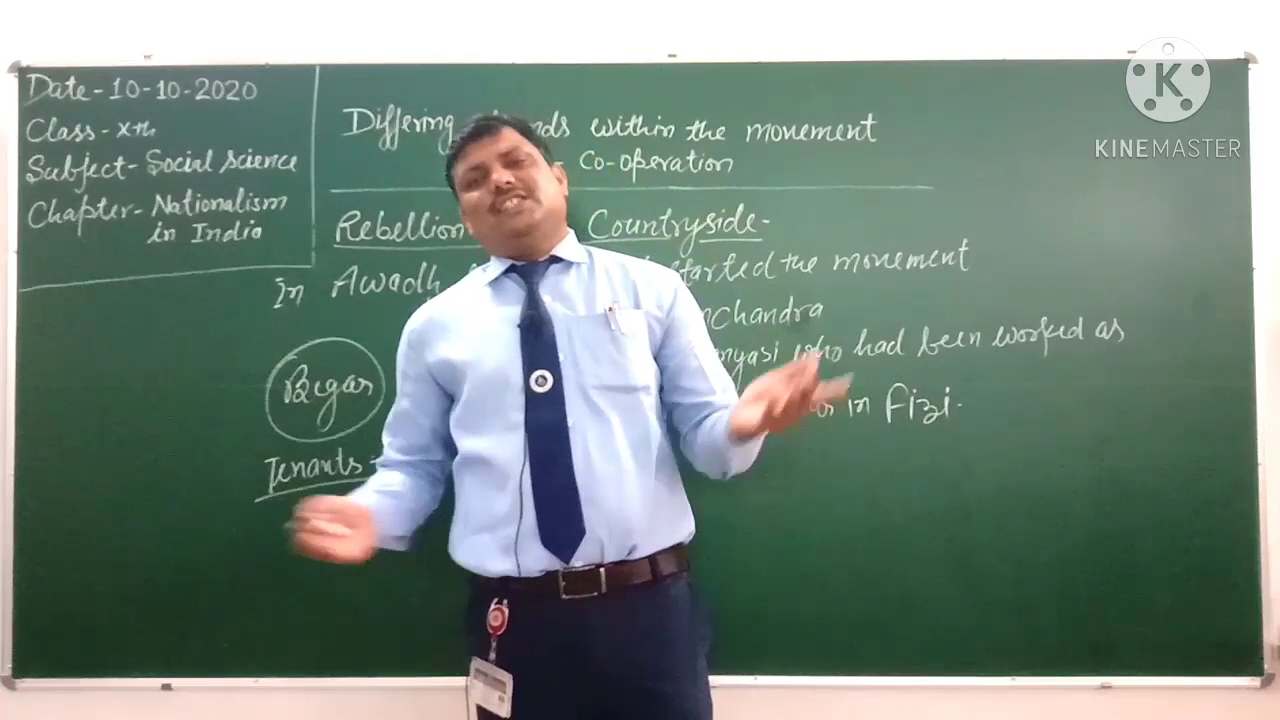 Date-10-10-2020
Class-Xth
Subject-Social science
Chapter-Nationalism
in India
Differing within the movement
Co-operation
Rebellion Countryside-
In Awadh started the movement
who had been worked as
in Fizi.
Begar
Tenants-
K
KINEMASTER